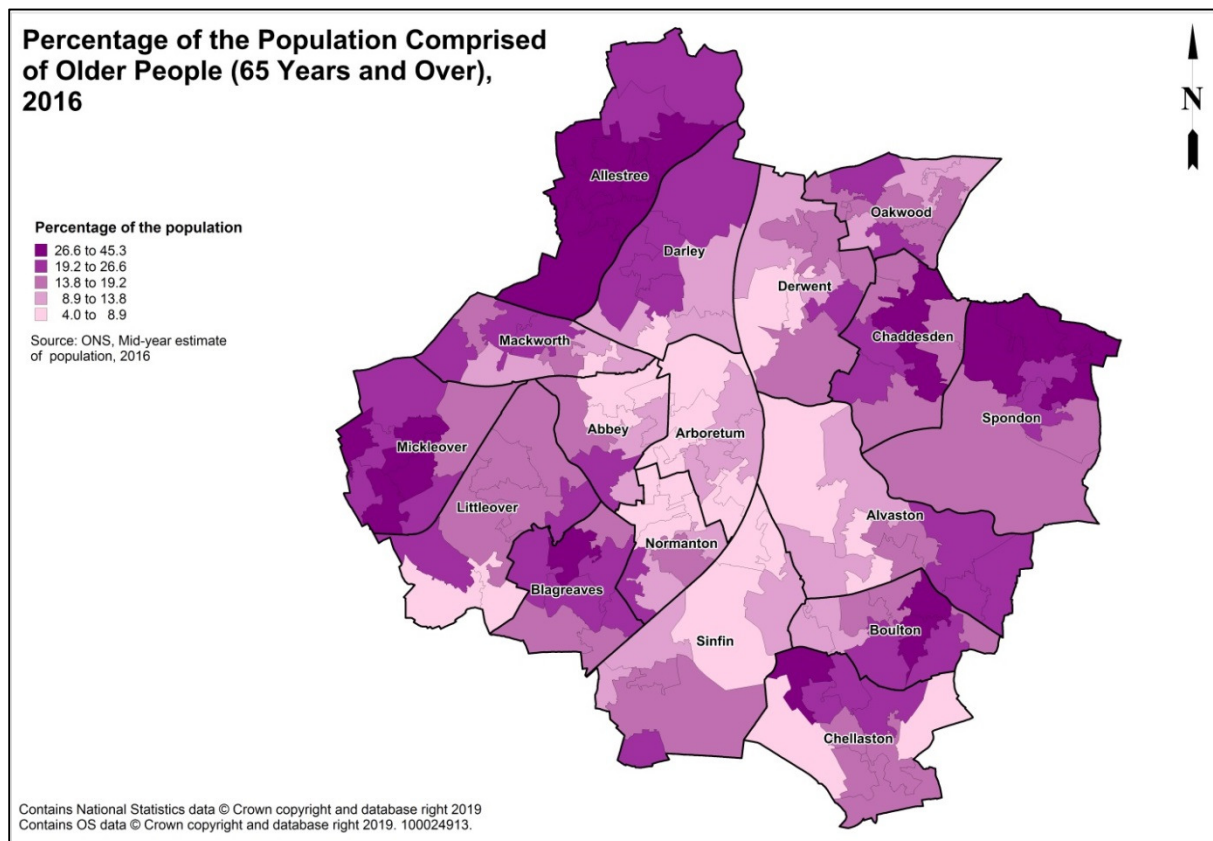 Percentage of the Population Comprised
of Older People (65 Years and Over),
2016
N
Percentage of the population
26.6 to 45.3
19.2 to 26.6
13.8 to 19.2
8.9 to 13.8
4.0 to 8.9
Source: ONS, Mid-year estimate
of population, 2016
Allestree
Oakwood
Darley
Derwent
Mackworth
Chaddesden
Spondon
Abbey
Arboretum
Mickleover
Littleover
Alvaston
Normanton
Blagreaves
Boulton
Sinfin
Chellaston
Contains National Statistics data © Crown copyright and database right 2019
Contains OS data © Crown copyright and database right 2019. 100024913.